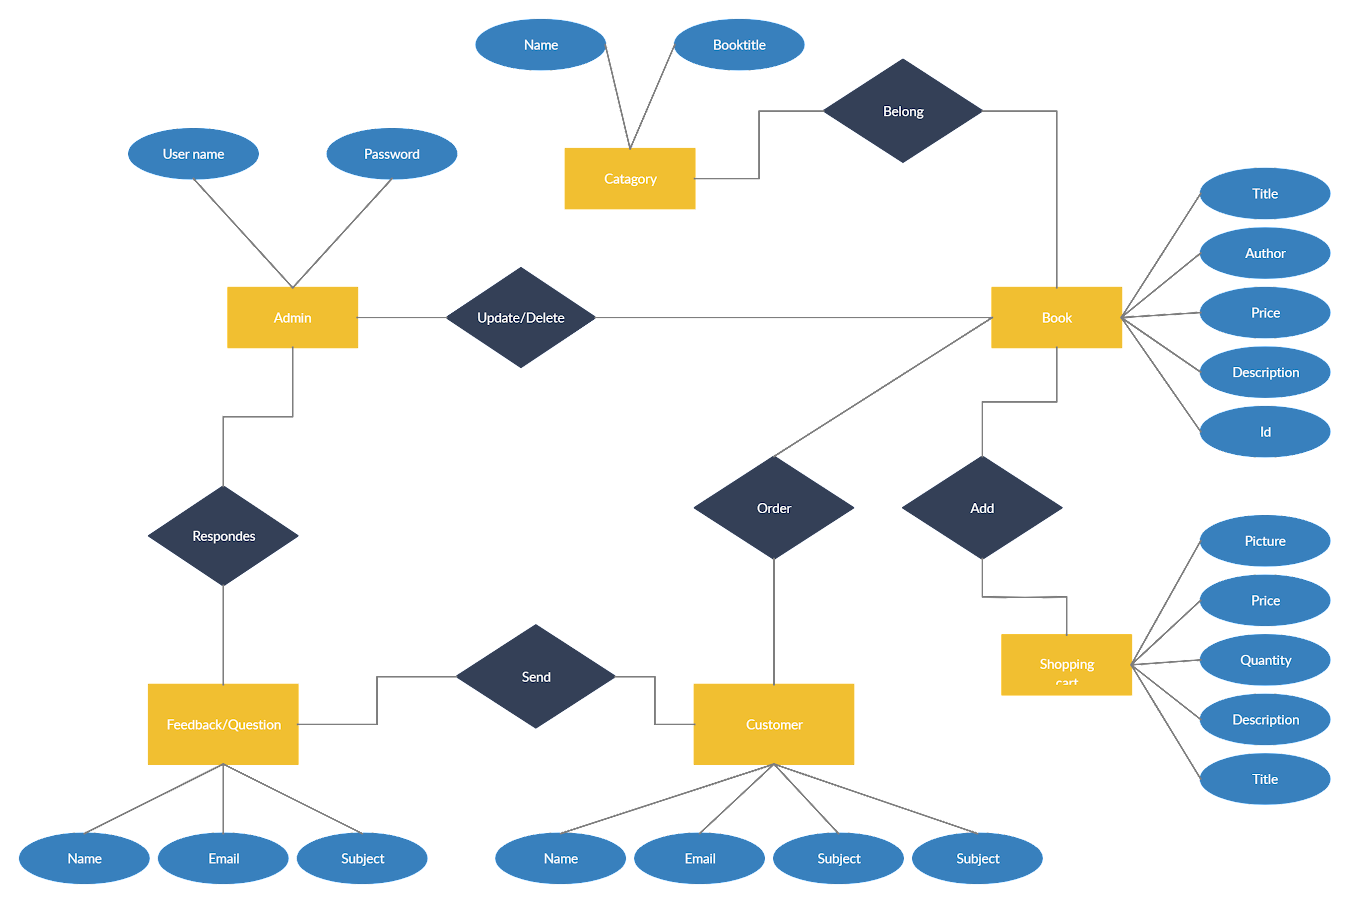 Name
Booktitle
Belong
User name
Password
Catagory
Title
Author
Admin
Update/Delete
Book
Price
Description
Id
Respondes
Order
Add
Picture
Price
Send
Shopping
cart
Quantity
Feedback/Question
Customer
Description
Title
Name
Email
Subject
Name
Email
Subject
Subject